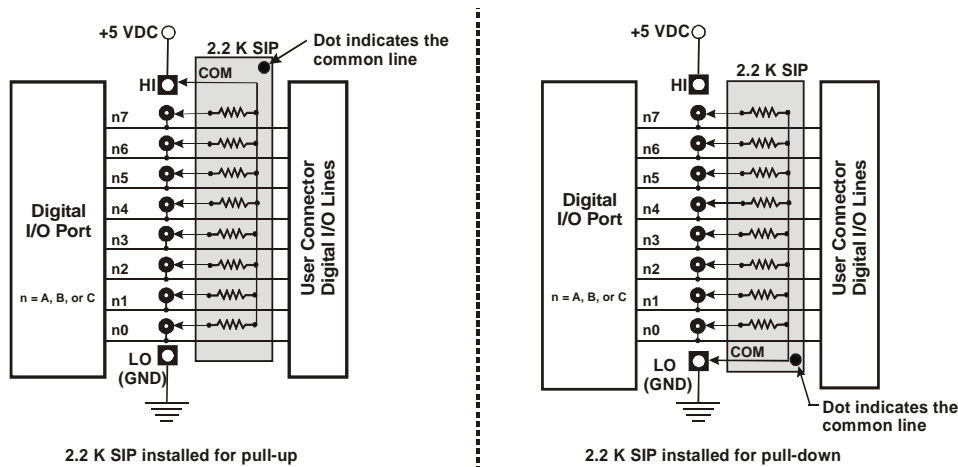 +5 VDC
2.2 K SIP
Dot indicates the
common line
HI
COM
n7
n6
n5
n4
n3
n2
n1
n0
Digital
I/O Port
n = A, B, or C
User Connector
Digital I/O Lines
LO
(GND)
2.2 K SIP installed for pull-up
+5 VDC
2.2 K SIP
HI
n7
n6
n5
n4
n3
n2
n1
n0
Digital
I/O Port
n = A, B, or C
User Connector
Digital I/O Lines
LO
(GND)
COM
Dot indicates the
common line
2.2 K SIP installed for pull-down